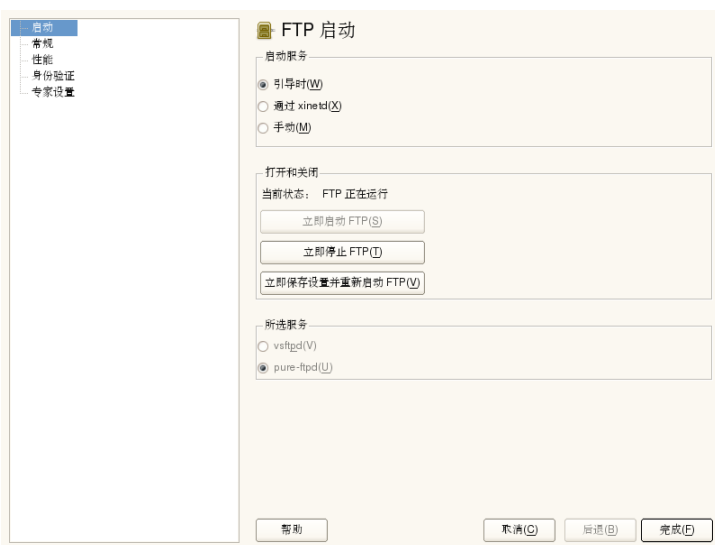 启动
常规
性能
身份验证
专家设置
FTP 启动
启动服务
引导时(W)
通过 xinetd(X)
手动(M)
打开和关闭
当前状态： FTP 正在运行
立即启动 FTP(S)
立即停止 FTP(T)
立即保存设置并重新启动 FTP(V)
所选服务
vsftpd(V)
pure-ftpd(U)
帮助
取消(C)
后退(B)
完成(F)